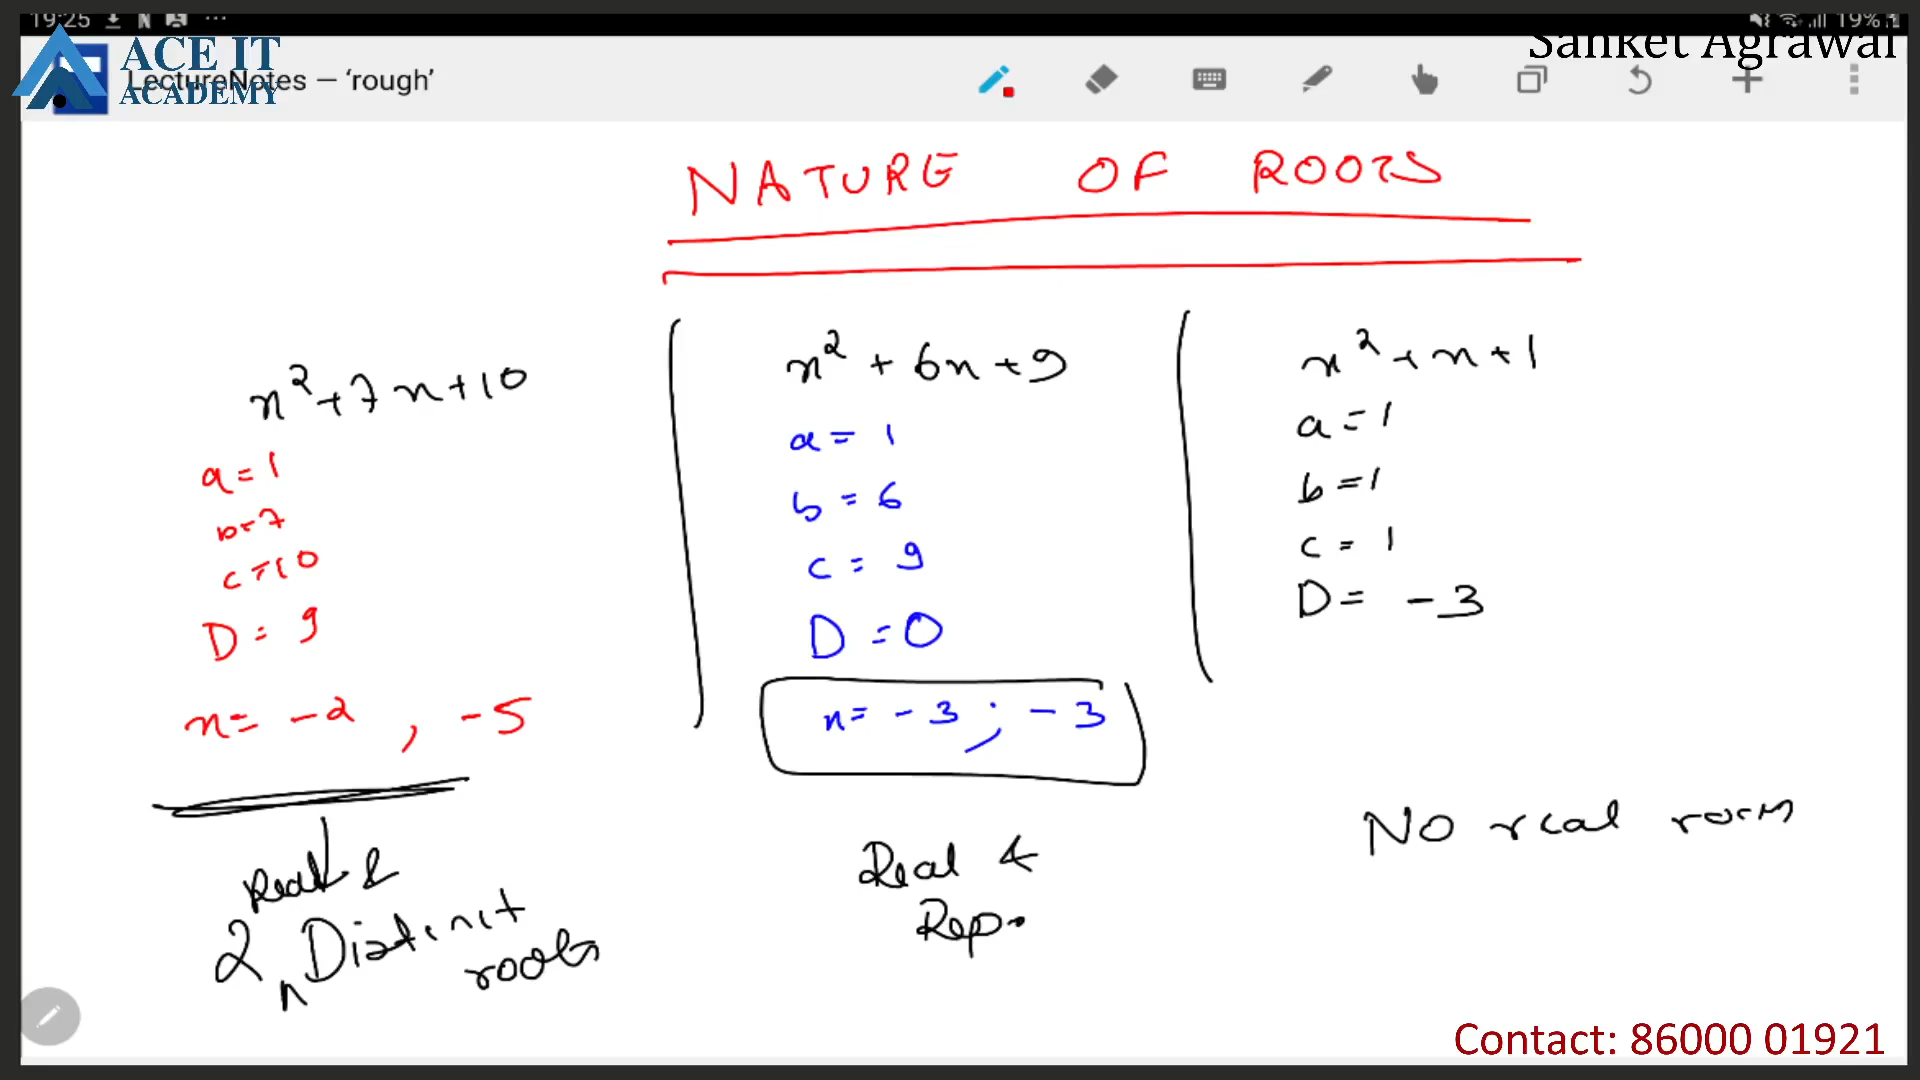 19:25
19%
ACE IT
ACADEMY
LectureNotes — ‘rough’
Sanket Agrawal
NATURE OF ROOTS
x²+7x+10
a=1
b=7
c=10
D=9
x= -2 , -5
Real &
2 Distinct
roots
x² + 6x + 9
a = 1
b = 6
c = 9
D = 0
x= -3 ; -3
Real &
Rep.
x² + x + 1
a = 1
b = 1
c = 1
D = -3
No real roots
Contact: 86000 01921